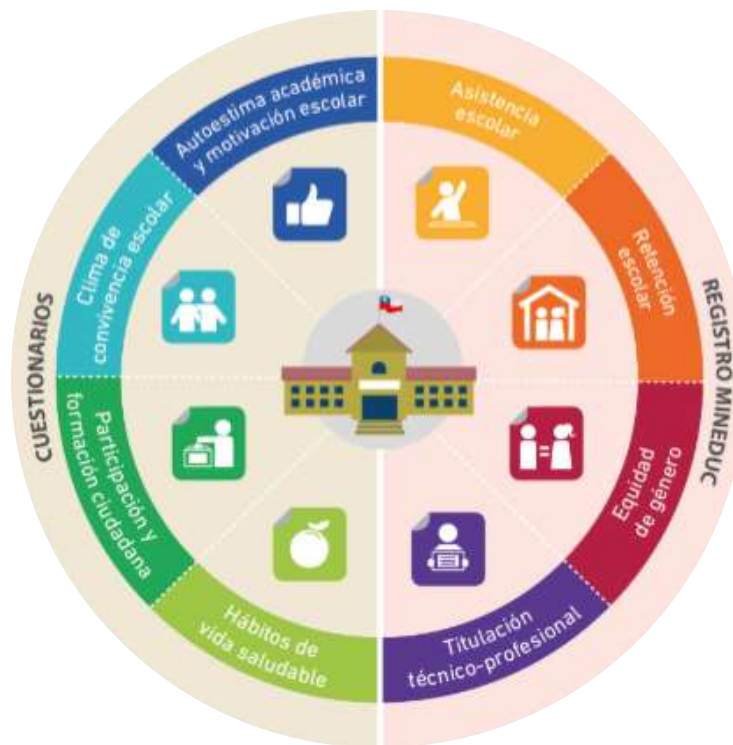 CUESTIONARIOS
Autoestima académica
y motivación escolar
Clima de
convivencia escolar
Participación y
formación ciudadana
Hábitos de
vida saludable
REGISTRO MINEDUC
Asistencia
escolar
Retención
escolar
Equidad
de género
Titulación
técnico-profesional